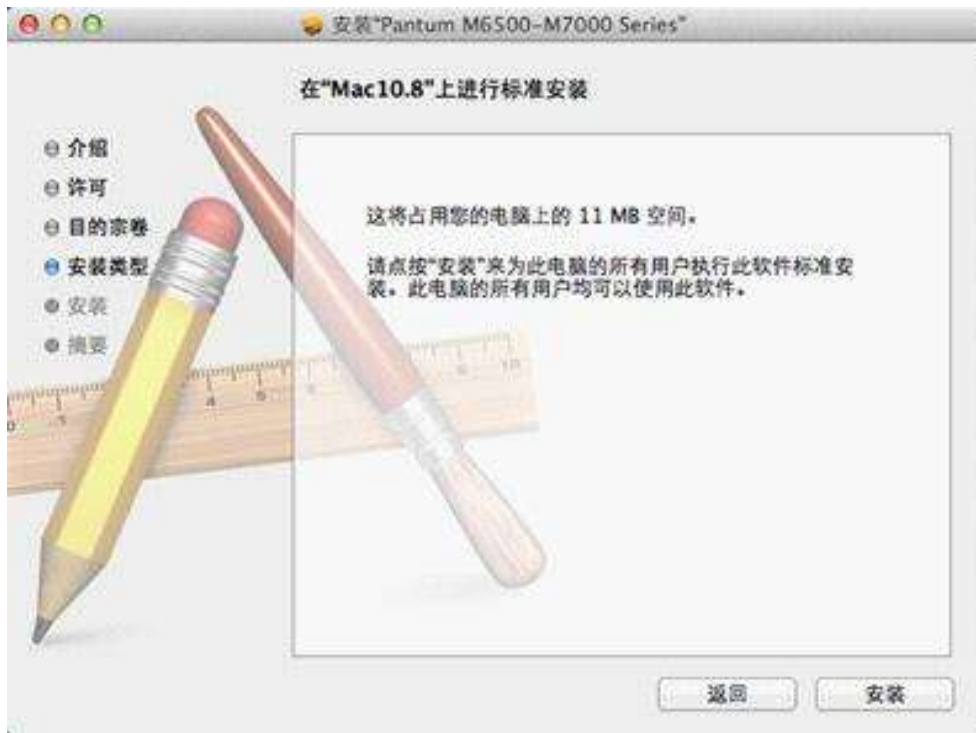 安装“Pantum M6500-M7000 Series”
在“Mac10.8”上进行标准安装
介绍
许可
目的宗卷
安装类型
安装
摘要
这将占用您的电脑上的 11 MB 空间。
请点按“安装”来为此电脑的所有用户执行此软件标准安
装。此电脑的所有用户均可以使用此软件。
返回
安装